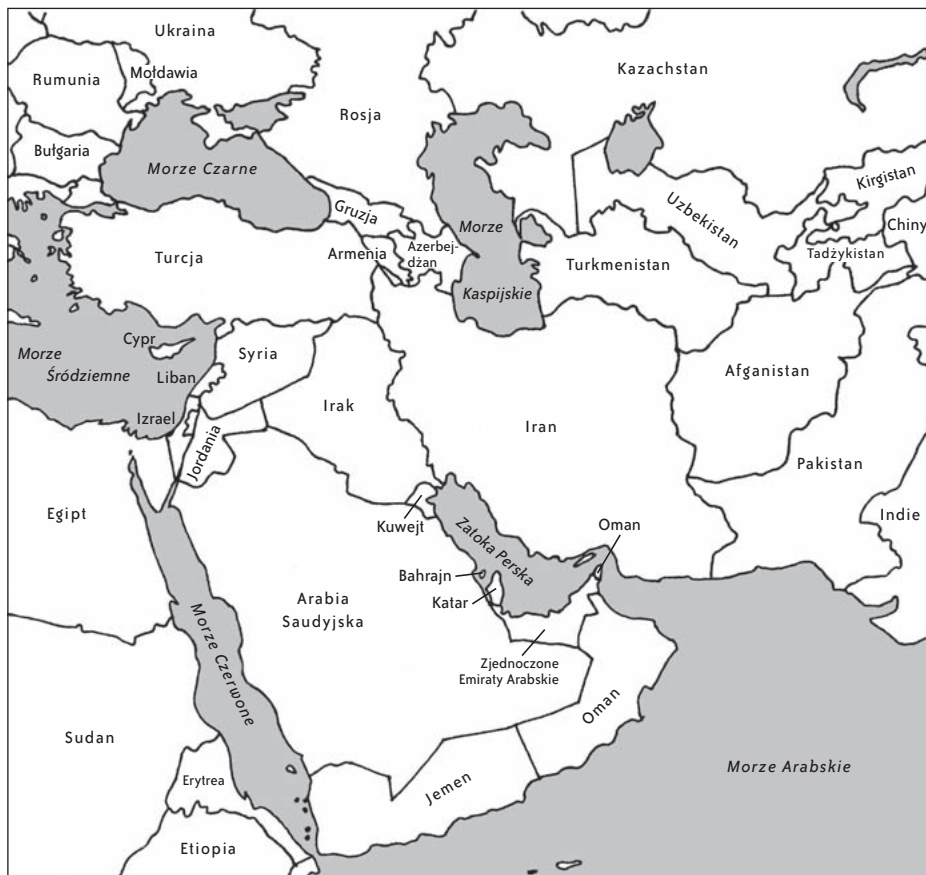 Ukraina
Rumunia
Mołdawia
Kazachstan
Rosja
Bułgaria
Morze Czarne
Kirgistan
Gruzja
Uzbekistan
Chiny
Morze
Kaspijskie
Turcja
Armenia
Azerbej-
dżan
Turkmenistan
Tadżykistan
Cypr
Morze
Śródziemne
Syria
Liban
Afganistan
Izrael
Irak
Iran
Jordania
Pakistan
Egipt
Kuwejt
Zatoka Perska
Oman
Indie
Bahrajn
Katar
Arabia
Saudyjska
Morze Czerwone
Zjednoczone
Emiraty Arabskie
Oman
Sudan
Erytrea
Jemen
Morze Arabskie
Etiopia